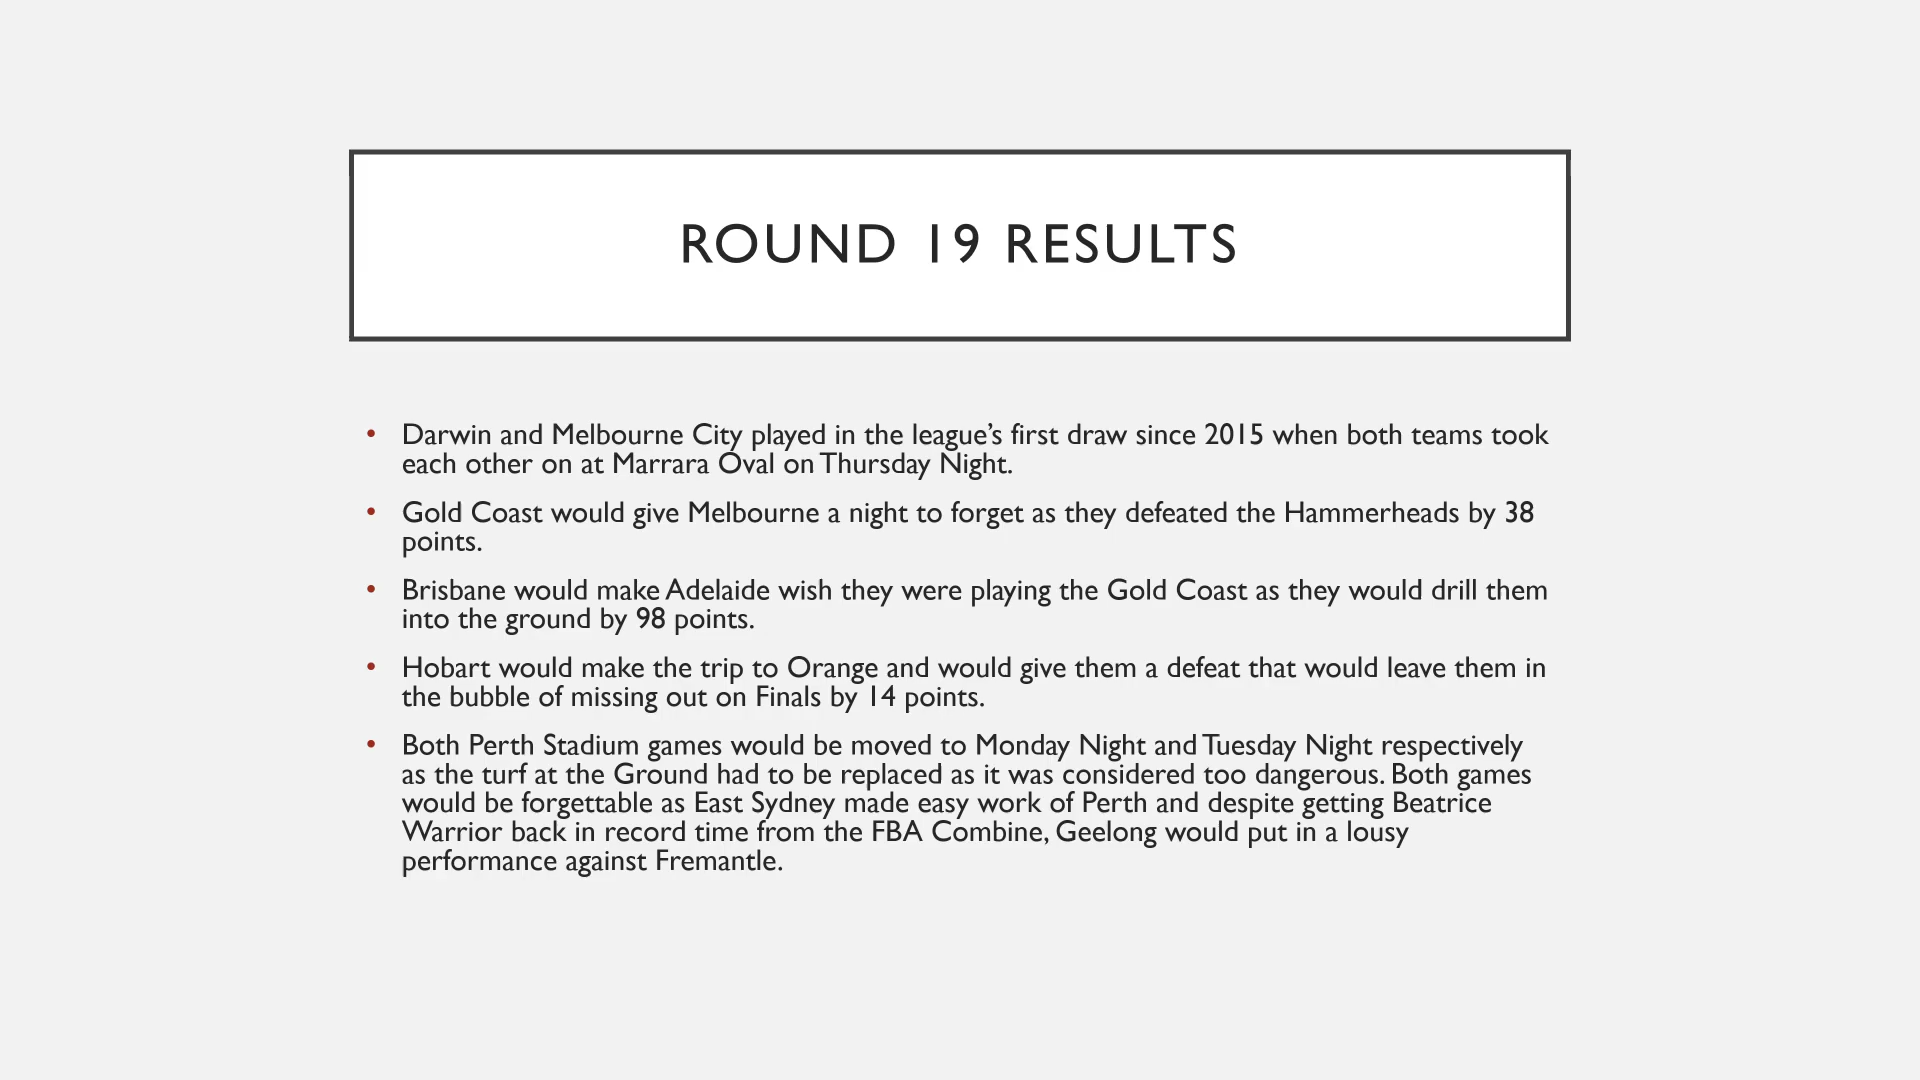 ROUND 19 RESULTS
• Darwin and Melbourne City played in the league’s first draw since 2015 when both teams took
each other on at Marrara Oval on Thursday Night.
• Gold Coast would give Melbourne a night to forget as they defeated the Hammerheads by 38
points.
• Brisbane would make Adelaide wish they were playing the Gold Coast as they would drill them
into the ground by 98 points.
• Hobart would make the trip to Orange and would give them a defeat that would leave them in
the bubble of missing out on Finals by 14 points.
• Both Perth Stadium games would be moved to Monday Night and Tuesday Night respectively
as the turf at the Ground had to be replaced as it was considered too dangerous. Both games
would be forgettable as East Sydney made easy work of Perth and despite getting Beatrice
Warrior back in record time from the FBA Combine, Geelong would put in a lousy
performance against Fremantle.